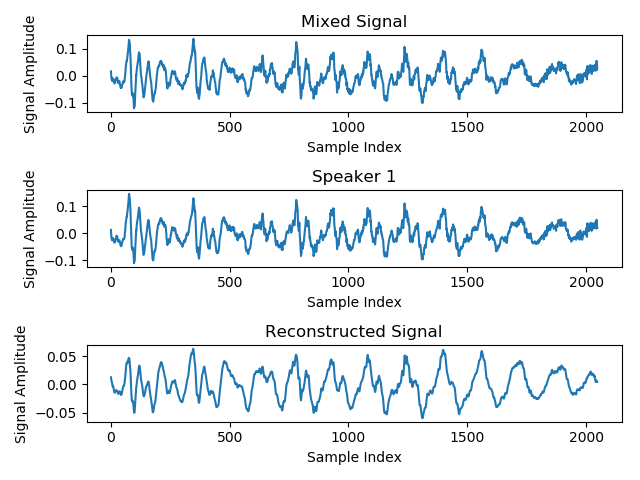 Mixed Signal
Signal Amplitude
0.1
0.0
−0.1
0 500 1000 1500 2000
Sample Index
Speaker 1
Signal Amplitude
0.1
0.0
−0.1
0 500 1000 1500 2000
Sample Index
Reconstructed Signal
Signal Amplitude
0.05
0.00
−0.05
0 500 1000 1500 2000
Sample Index